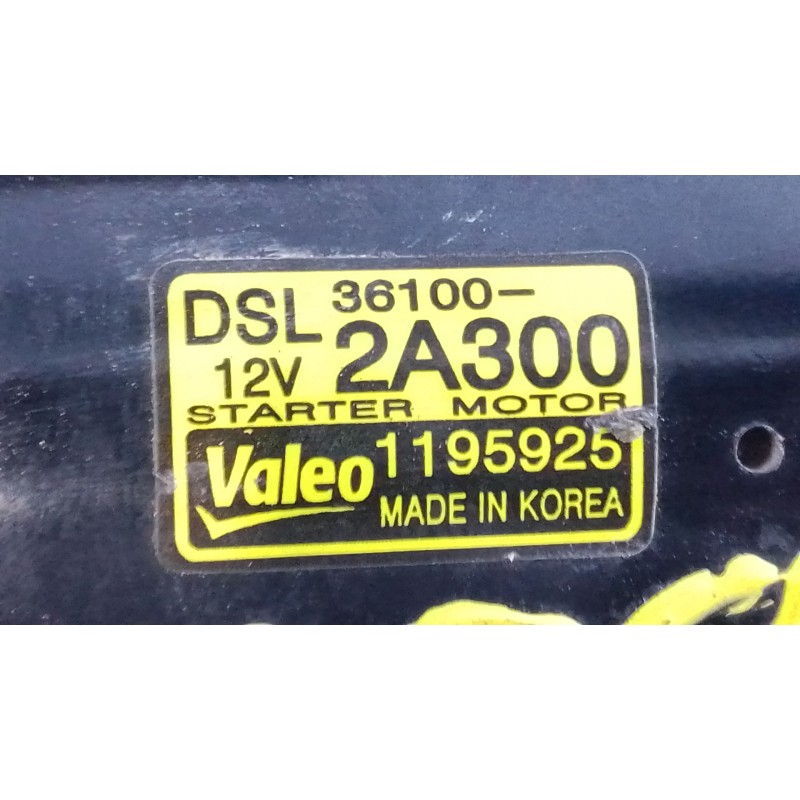 DSL 36100-
12V 2A300
STARTER MOTOR
Valeo 1195925
MADE IN KOREA